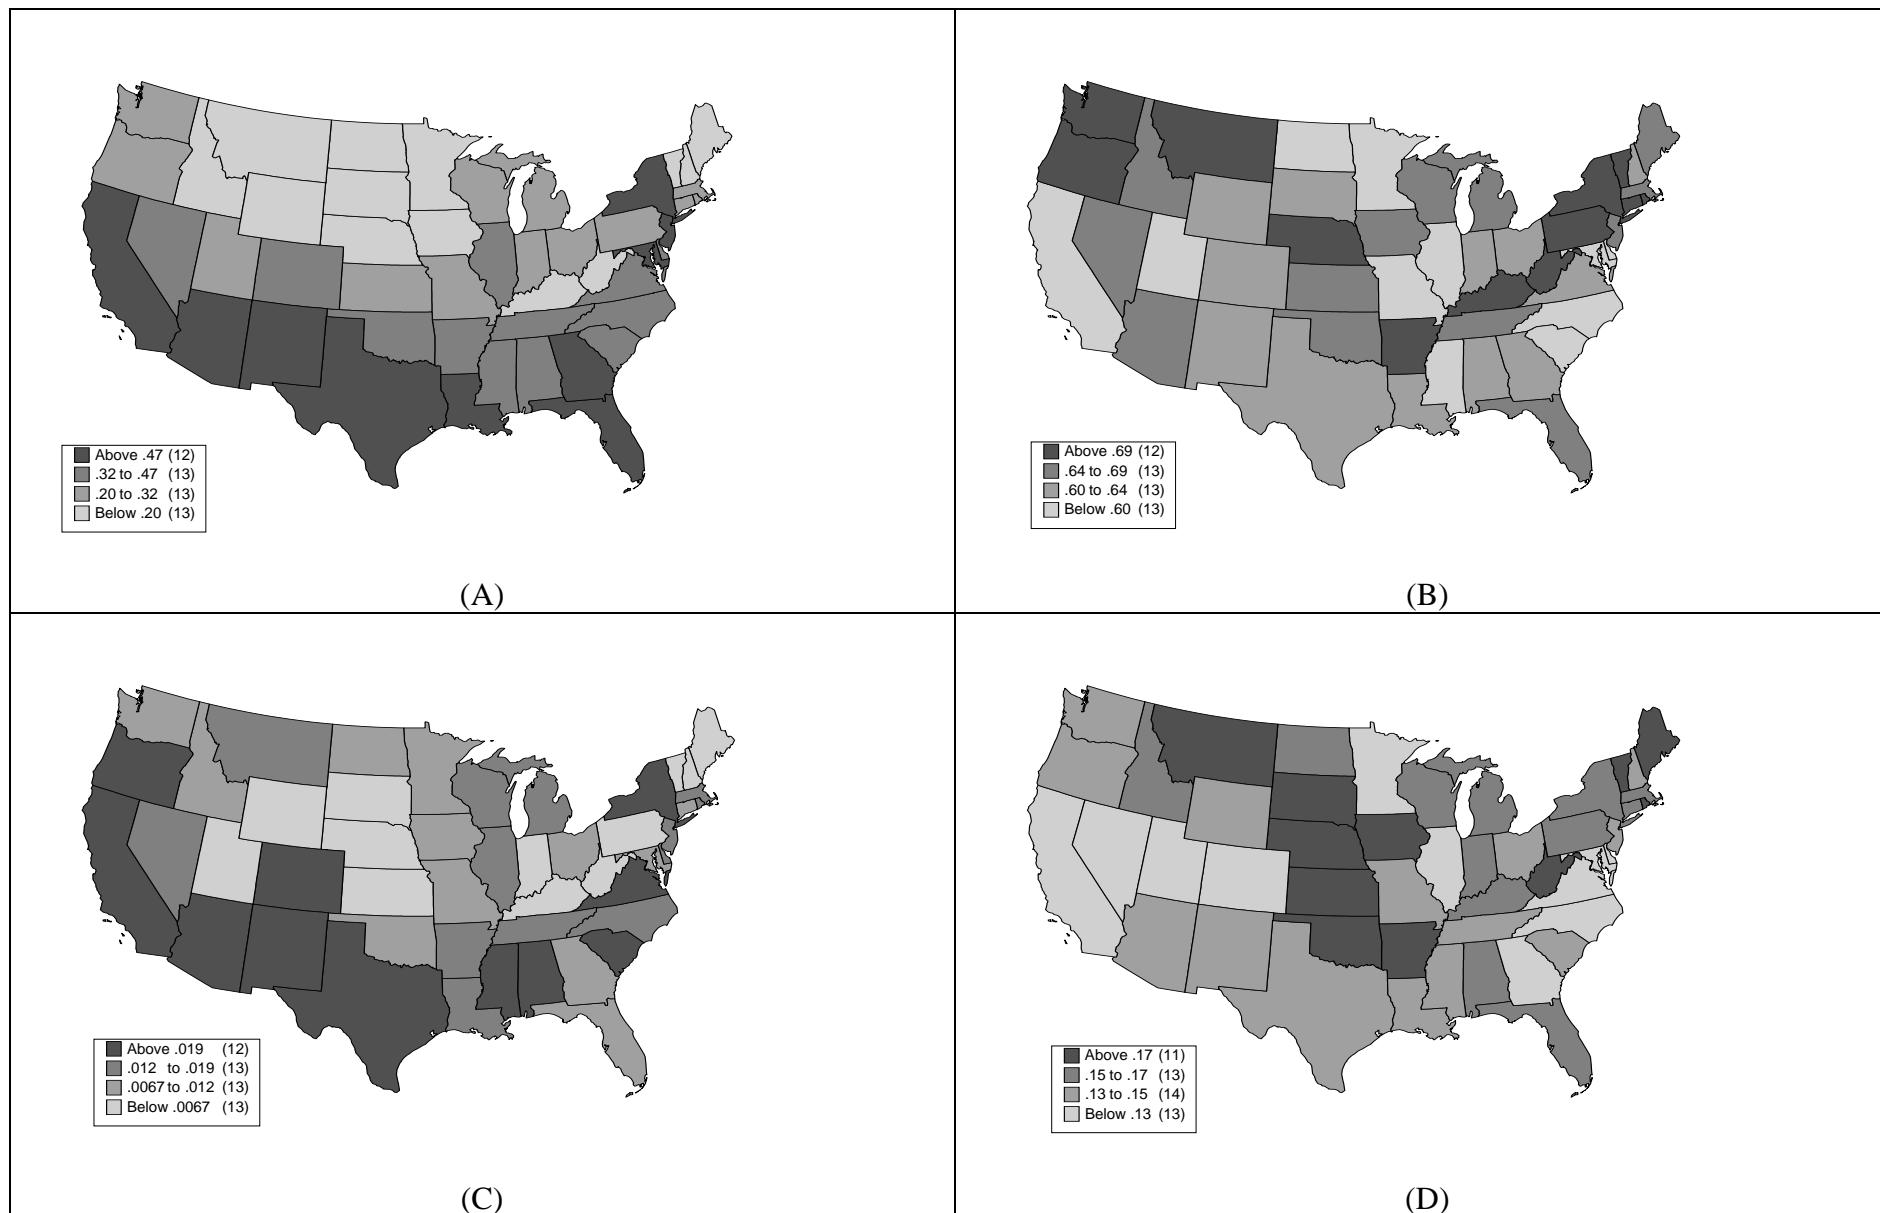 Above .47 (12)
.32 to .47 (13)
.20 to .32 (13)
Below .20 (13)
(A)
Above .69 (12)
.64 to .69 (13)
.60 to .64 (13)
Below .60 (13)
(B)
Above .019 (12)
.012 to .019 (13)
.0067 to .012 (13)
Below .0067 (13)
(C)
Above .17 (11)
.15 to .17 (13)
.13 to .15 (14)
Below .13 (13)
(D)